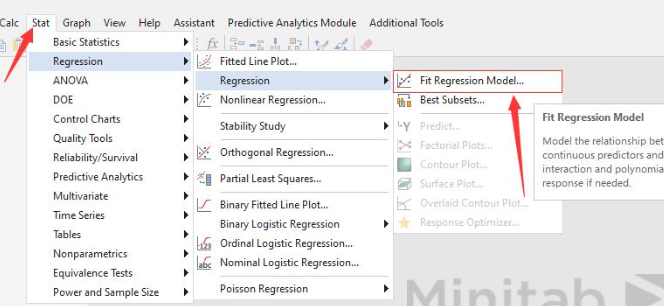 Calc Stat Graph View Help Assistant Predictive Analytics Module Additional Tools
Basic Statistics
Regression
ANOVA
DOE
Control Charts
Quality Tools
Reliability/Survival
Predictive Analytics
Multivariate
Time Series
Tables
Nonparametrics
Equivalence Tests
Power and Sample Size
Fitted Line Plot...
Regression
Nonlinear Regression...
Stability Study
Orthogonal Regression...
Partial Least Squares...
Binary Fitted Line Plot...
Binary Logistic Regression
Ordinal Logistic Regression...
Nominal Logistic Regression...
Poisson Regression
Fit Regression Model...
Best Subsets...
Predict...
Factorial Plots...
Contour Plot...
Surface Plot...
Overlaid Contour Plot...
Response Optimizer...
Fit Regression Model
Model the relationship bet
continuous predictors and
interaction and polynomia
response if needed.
Minitab